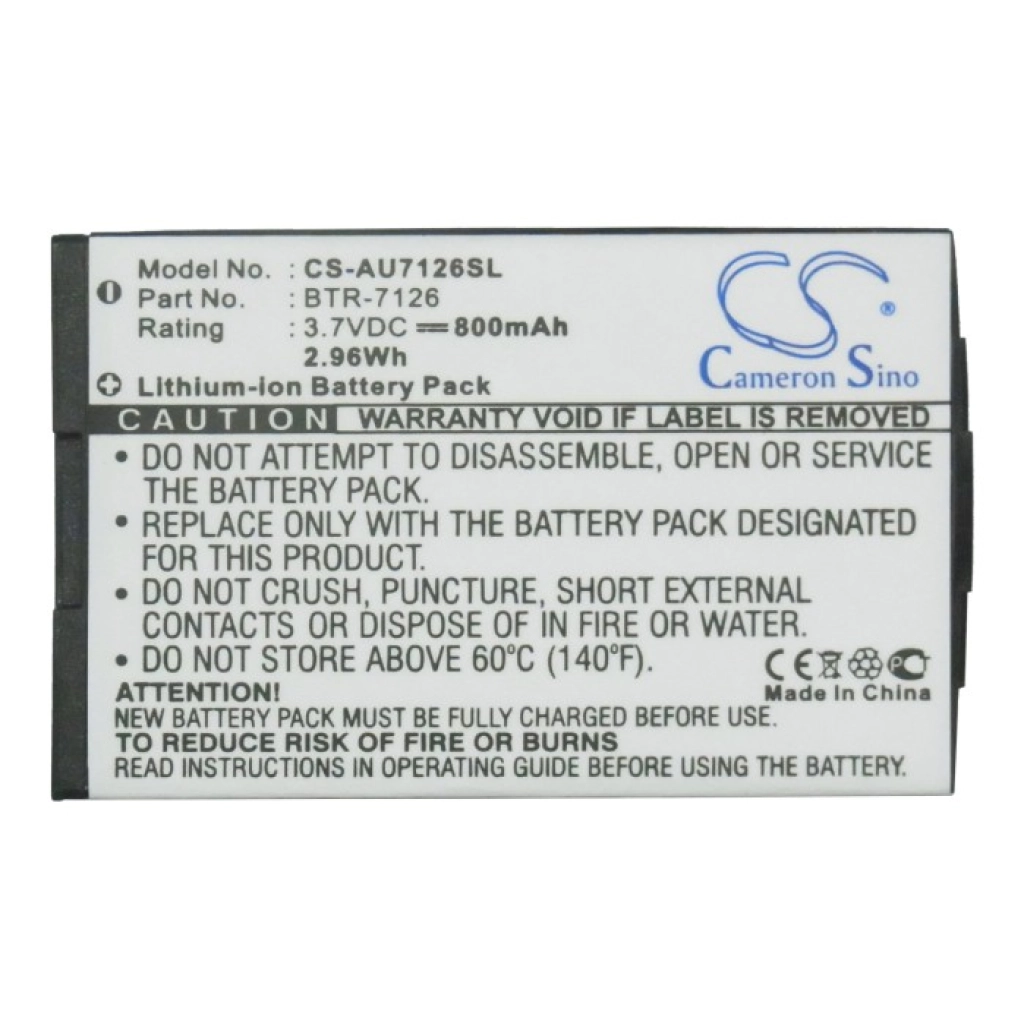 Model No. : CS-AU7126SL
Part No. : BTR-7126
Rating : 3.7VDC 800mAh
2.96Wh
Lithium-ion Battery Pack
CS ®
Cameron Sino
CAUTION WARRANTY VOID IF LABEL IS REMOVED
• DO NOT ATTEMPT TO DISASSEMBLE, OPEN OR SERVICE
THE BATTERY PACK.
• REPLACE ONLY WITH THE BATTERY PACK DESIGNATED
FOR THIS PRODUCT.
• DO NOT CRUSH, PUNCTURE, SHORT EXTERNAL
CONTACTS OR DISPOSE OF IN FIRE OR WATER.
• DO NOT STORE ABOVE 60°C (140°F).
CE PC
Made In China
ATTENTION!
NEW BATTERY PACK MUST BE FULLY CHARGED BEFORE USE.
TO REDUCE RISK OF FIRE OR BURNS
READ INSTRUCTIONS IN OPERATING GUIDE BEFORE USING THE BATTERY.